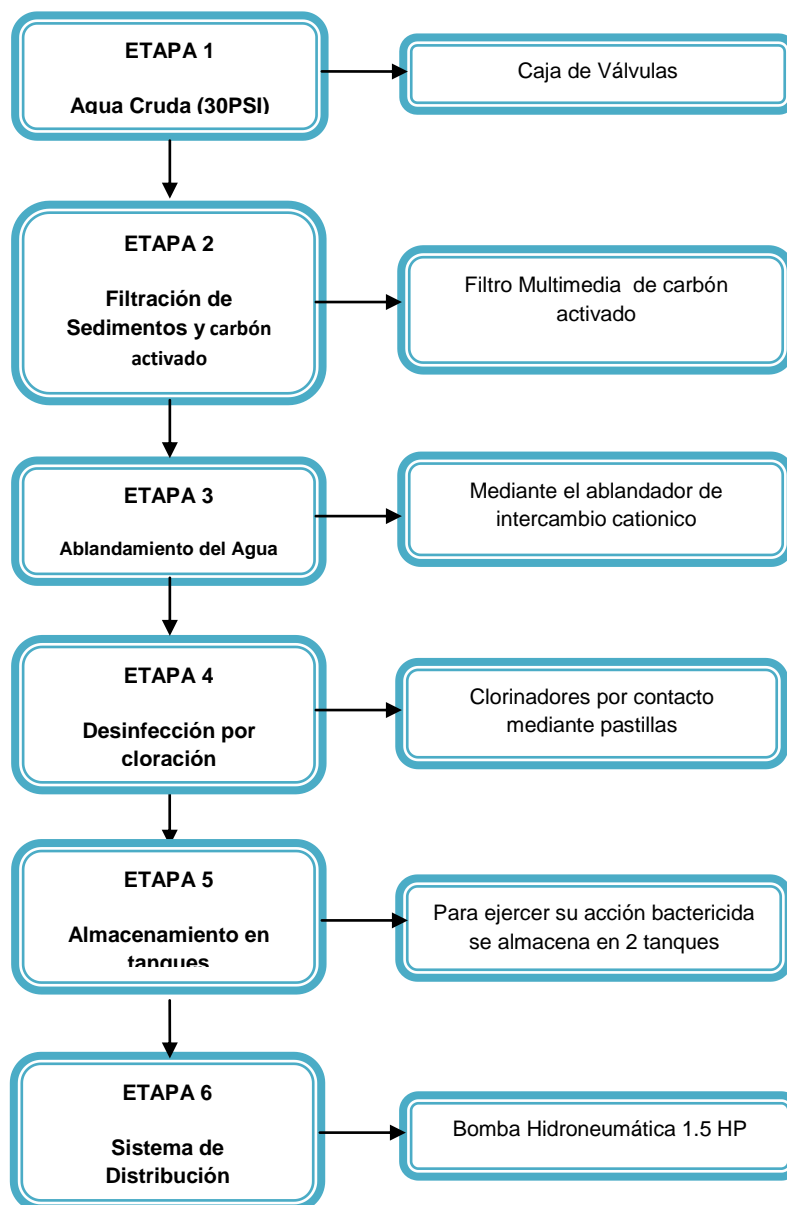 ETAPA 1
Agua Cruda (30PSI)
Caja de Válvulas
ETAPA 2
Filtración de
Sedimentos y carbón
activado
Filtro Multimedia de carbón
activado
ETAPA 3
Ablandamiento del Agua
Mediante el ablandador de
intercambio cationico
ETAPA 4
Desinfección por
cloración
Clorinadores por contacto
mediante pastillas
ETAPA 5
Almacenamiento en
tanques
Para ejercer su acción bactericida
se almacena en 2 tanques
ETAPA 6
Sistema de
Distribución
Bomba Hidroneumática 1.5 HP